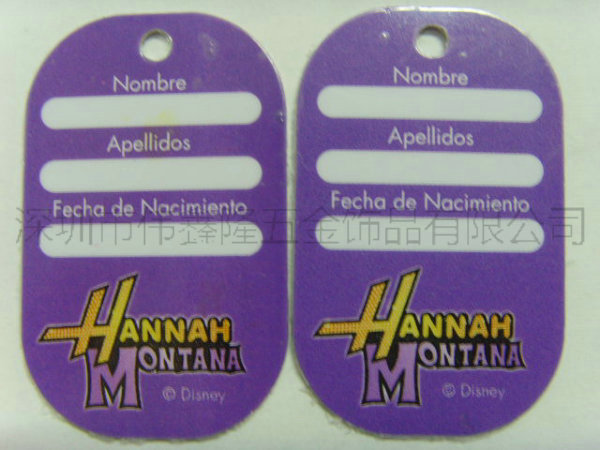 Nombre
Apellidos
Fecha de Nacimiento
HANNAH
MONTANA
© Disney
Nombre
Apellidos
Fecha de Nacimiento
HANNAH
MONTANA
© Disney
深圳市伟鑫隆五金饰品有限公司